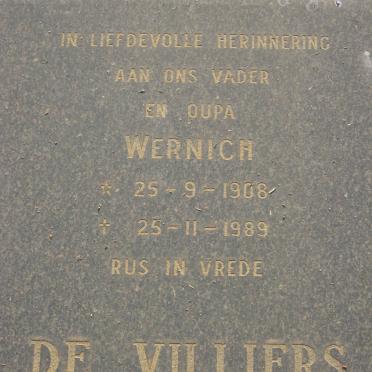 IN LIEFDEVOLLE HERINNERING
AAN ONS VADER
EN OUPA
WERNICH
* 25-9-1908
† 25-11-1989
RUS IN VREDE
DE VILLIERS